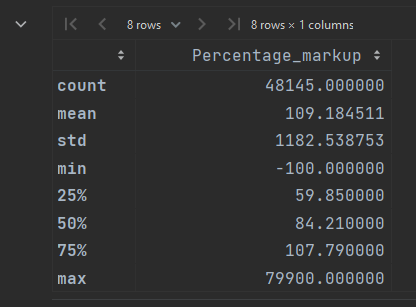 8 rows 8 rows × 1 columns
Percentage_markup
count 48145.000000
mean 109.184511
std 1182.538753
min -100.000000
25% 59.850000
50% 84.210000
75% 107.790000
max 79900.000000